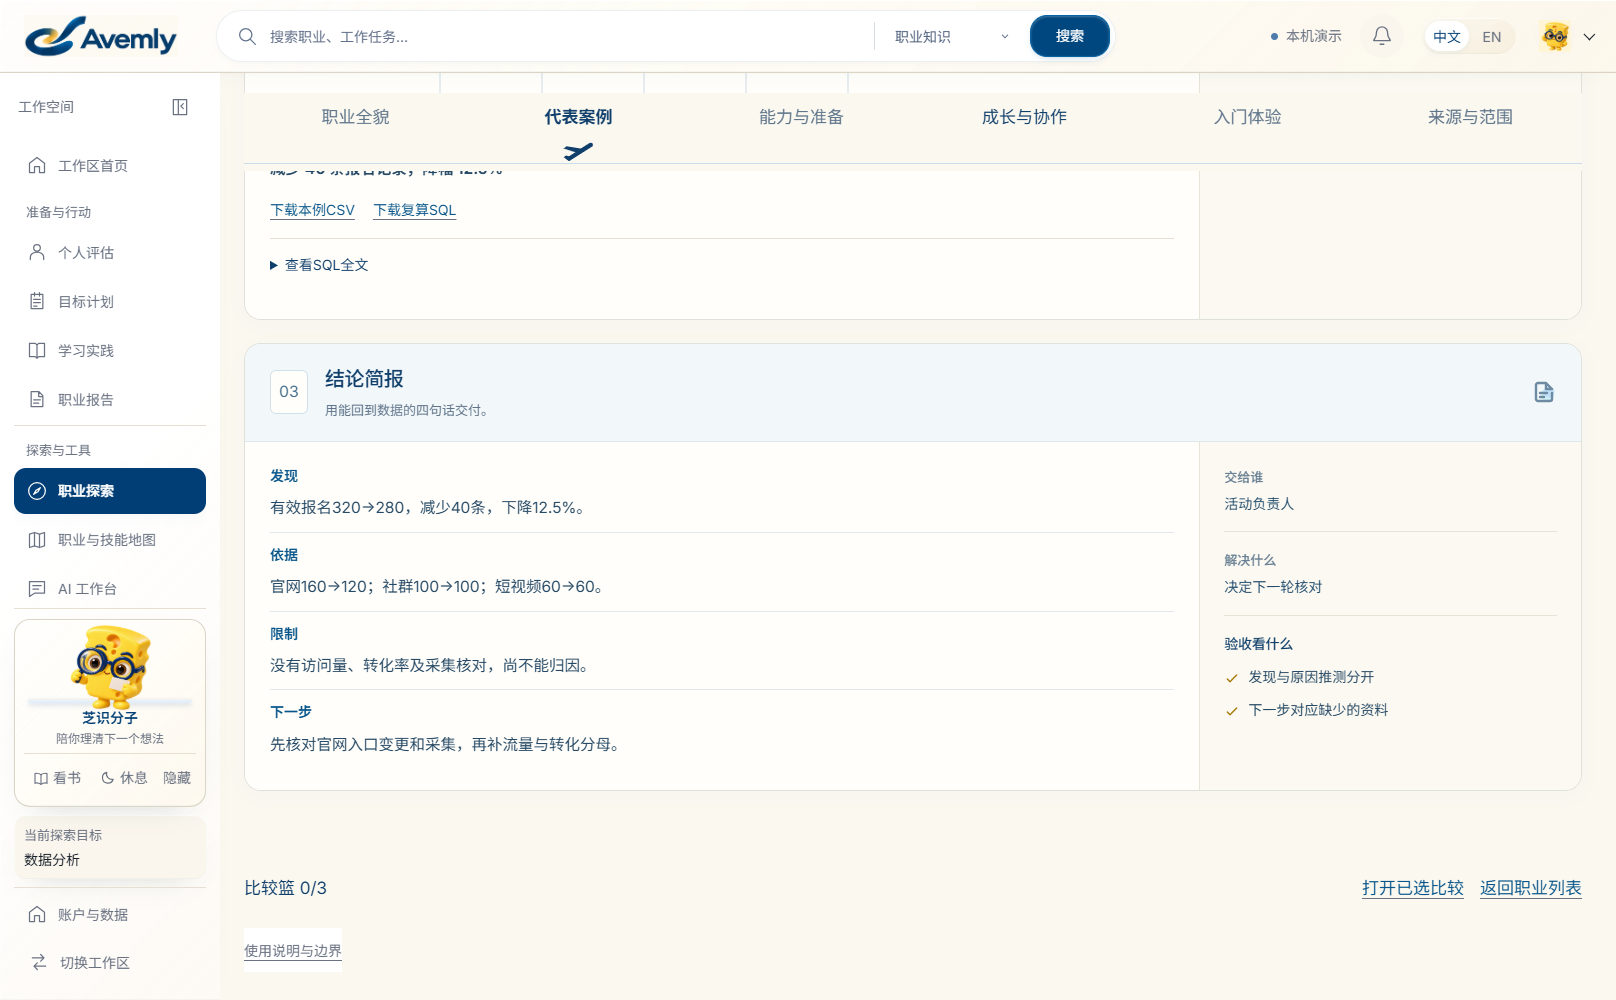 Avemly
搜索职业、工作任务...
职业知识
搜索
本机演示
中文
EN
工作空间
工作区首页
准备与行动
个人评估
目标计划
学习实践
职业报告
探索与工具
职业探索
职业与技能地图
AI 工作台
芝识分子
陪你理清下一个想法
看书
休息
隐藏
当前探索目标
数据分析
账户与数据
切换工作区
职业全貌
代表案例
能力与准备
成长与协作
入门体验
来源与范围
下载本例CSV
下载复算SQL
查看SQL全文
03
结论简报
用能回到数据的四句话交付。
发现
有效报名320→280，减少40条，下降12.5%。
依据
官网160→120；社群100→100；短视频60→60。
限制
没有访问量、转化率及采集核对，尚不能归因。
下一步
先核对官网入口变更和采集，再补流量与转化分母。
交给谁
活动负责人
解决什么
决定下一轮核对
验收看什么
发现与原因推测分开
下一步对应缺少的资料
比较篮 0/3
打开已选比较
返回职业列表
使用说明与边界